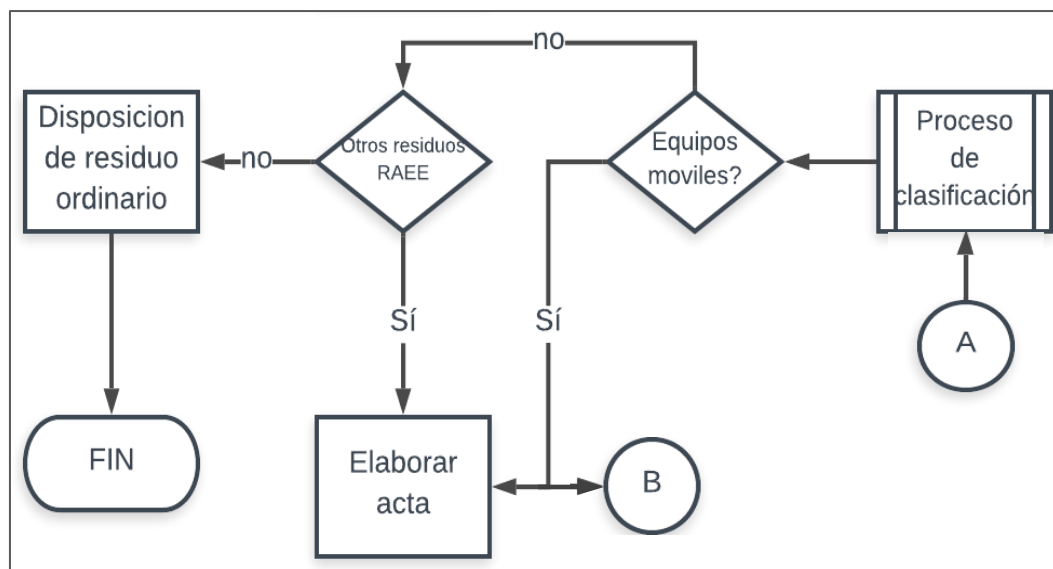 no
Disposicion
de residuo
ordinario
no
Otros residuos
RAEE
Equipos
moviles?
Proceso
de
clasificación
Sí
Sí
A
FIN
Elaborar
acta
B